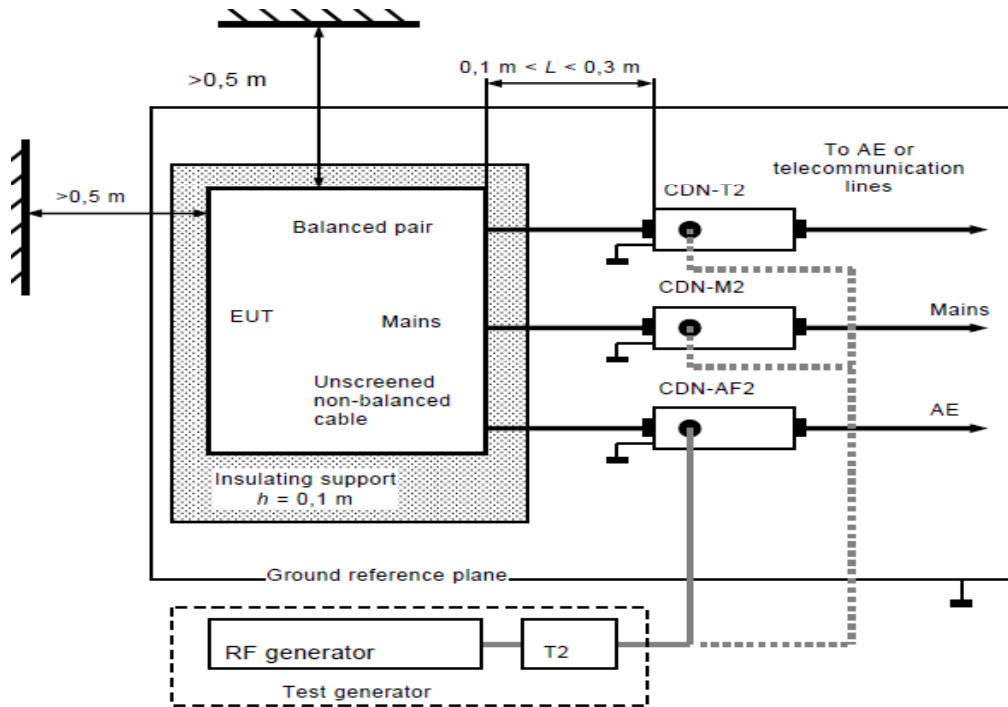 >0,5 m
0,1 m < L < 0,3 m
>0,5 m
To AE or
telecommunication
lines
CDN-T2
Balanced pair
EUT
Mains
CDN-M2
Mains
Unscreened
non-balanced
cable
CDN-AF2
AE
Insulating support
h = 0,1 m
Ground reference plane
RF generator
T2
Test generator